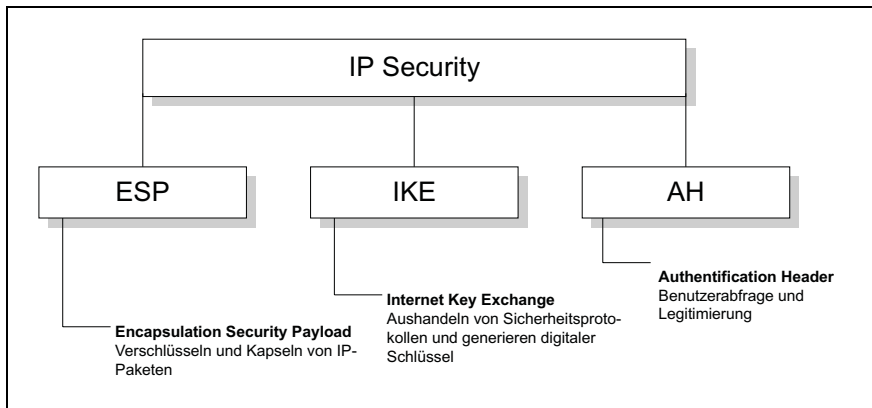 IP Security
ESP
IKE
AH
Encapsulation Security Payload
Verschlüsseln und Kapseln von IP-
Paketen
Internet Key Exchange
Aushandeln von Sicherheitsproto-
kollen und generieren digitaler
Schlüssel
Authentification Header
Benutzerabfrage und
Legitimierung